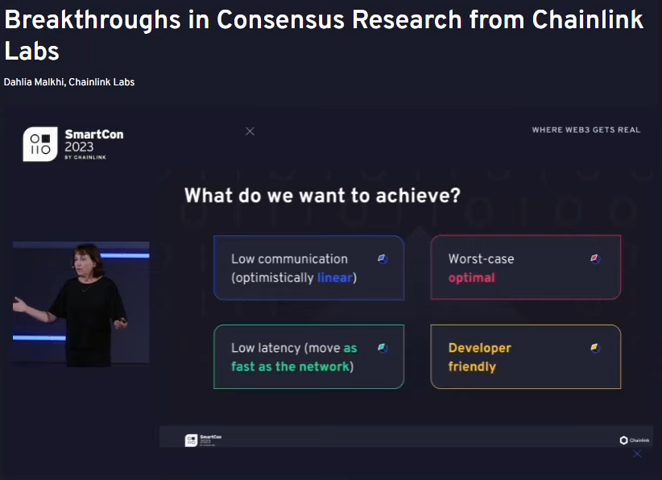 Breakthroughs in Consensus Research from Chainlink
Labs
Dahlia Malkhi, Chainlink Labs
SmartCon
2023
BY CHAINLINK
WHERE WEB3 GETS REAL
What do we want to achieve?
Low communication
(optimistically linear)
Worst-case
optimal
Low latency (move as
fast as the network)
Developer
friendly
SmartCon
2023
Chainlink